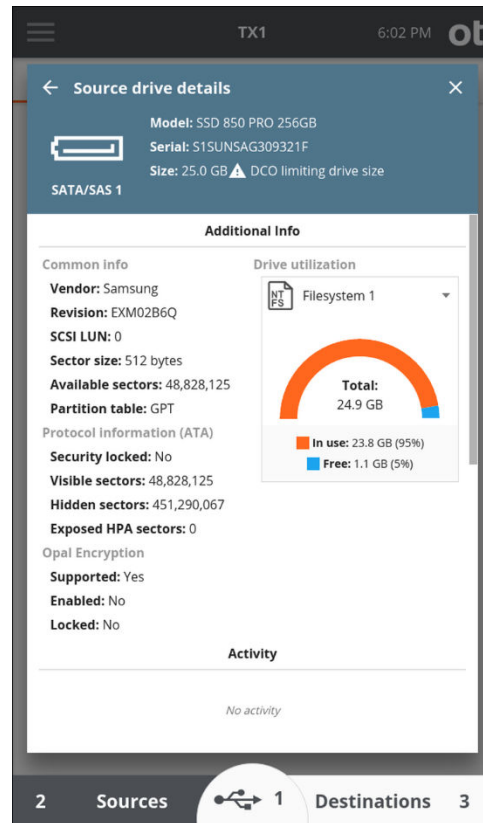 TX1
6:02 PM
ot
Source drive details
Model: SSD 850 PRO 256GB
Serial: S1SUNSAG309321F
Size: 25.0 GB DCO limiting drive size
SATA/SAS 1
Additional Info
Common info
Vendor: Samsung
Revision: EXM02B6Q
SCSI LUN: 0
Sector size: 512 bytes
Available sectors: 48,828,125
Partition table: GPT
Protocol information (ATA)
Security locked: No
Visible sectors: 48,828,125
Hidden sectors: 451,290,067
Exposed HPA sectors: 0
Opal Encryption
Supported: Yes
Enabled: No
Locked: No
Drive utilization
NT
FS
Filesystem 1
Total:
24.9 GB
In use: 23.8 GB (95%)
Free: 1.1 GB (5%)
Activity
No activity
2 Sources
1
Destinations 3